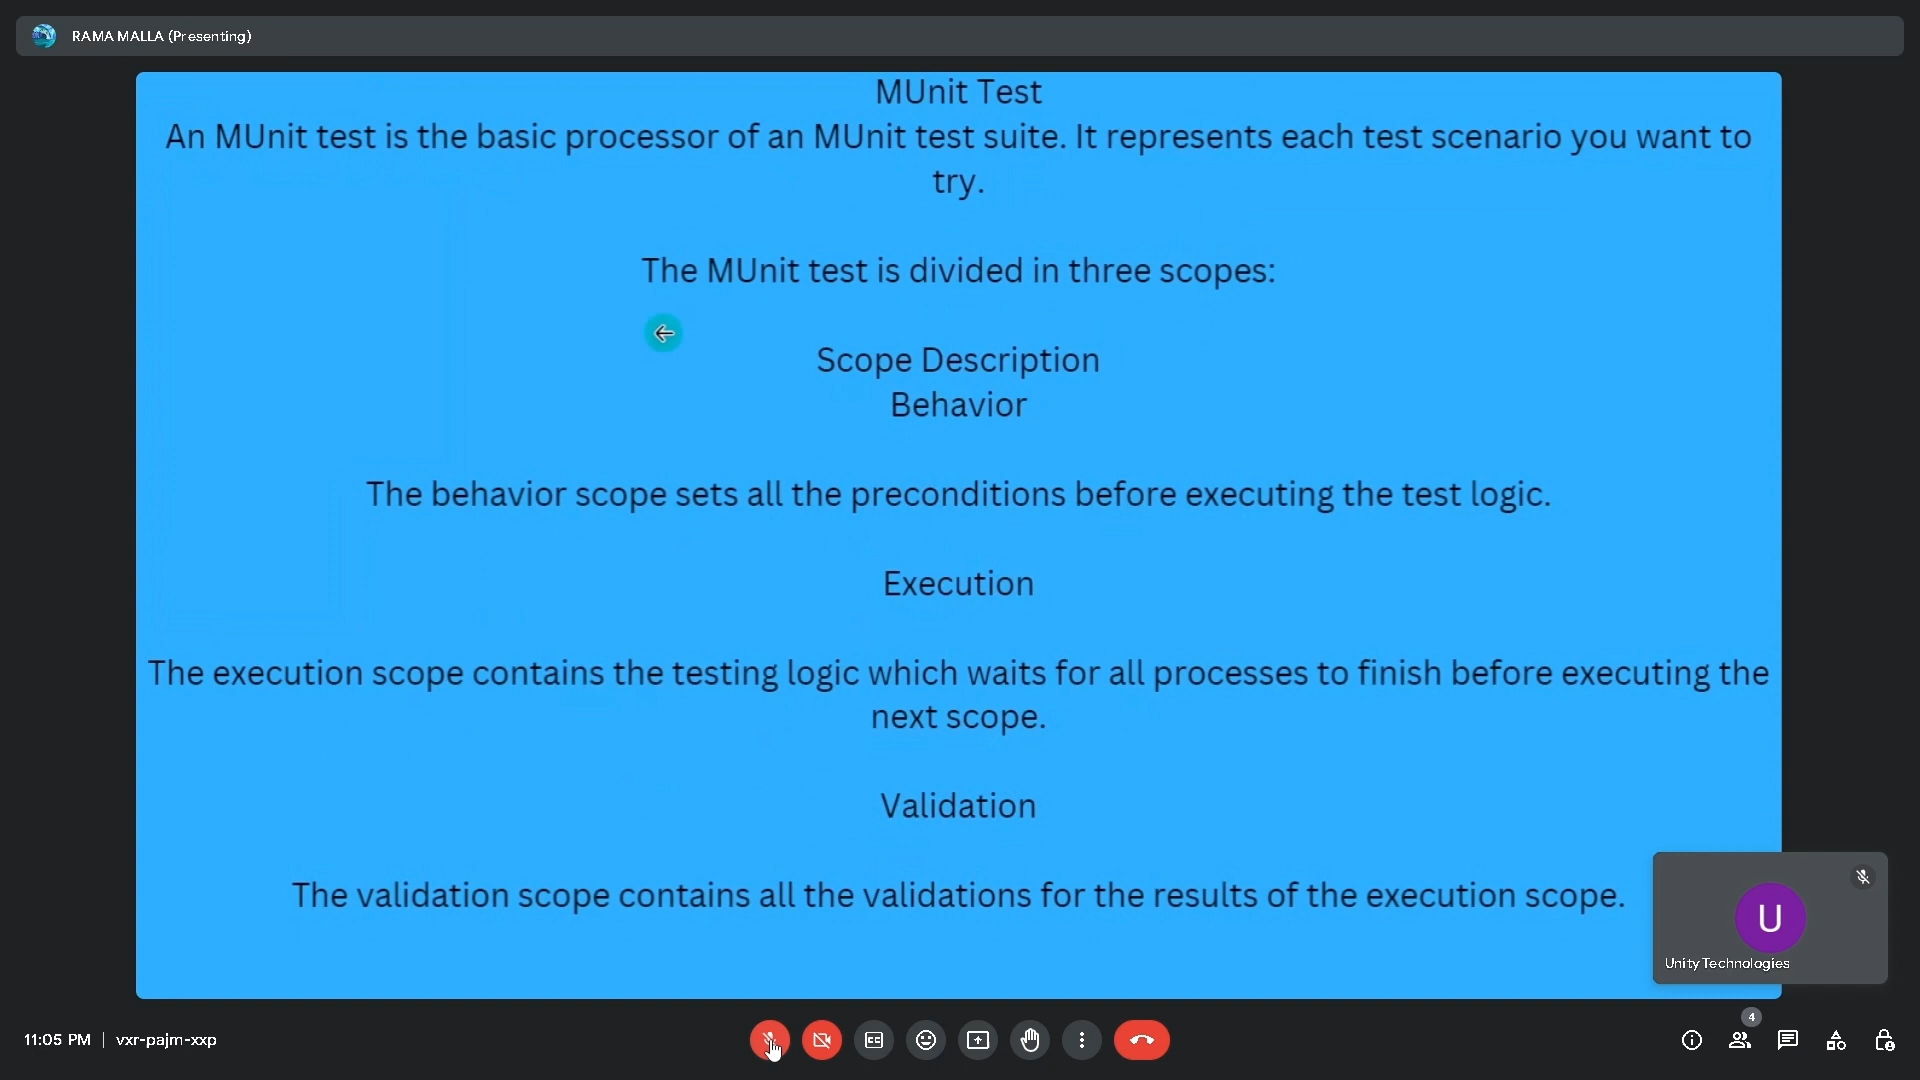 RAMA MALLA (Presenting)
MUnit Test
An MUnit test is the basic processor of an MUnit test suite. It represents each test scenario you want to
try.
The MUnit test is divided in three scopes:
Scope Description
Behavior
The behavior scope sets all the preconditions before executing the test logic.
Execution
The execution scope contains the testing logic which waits for all processes to finish before executing the
next scope.
Validation
The validation scope contains all the validations for the results of the execution scope.
U
Unity Technologies
4
11:05 PM | vxr-pajm-xxp